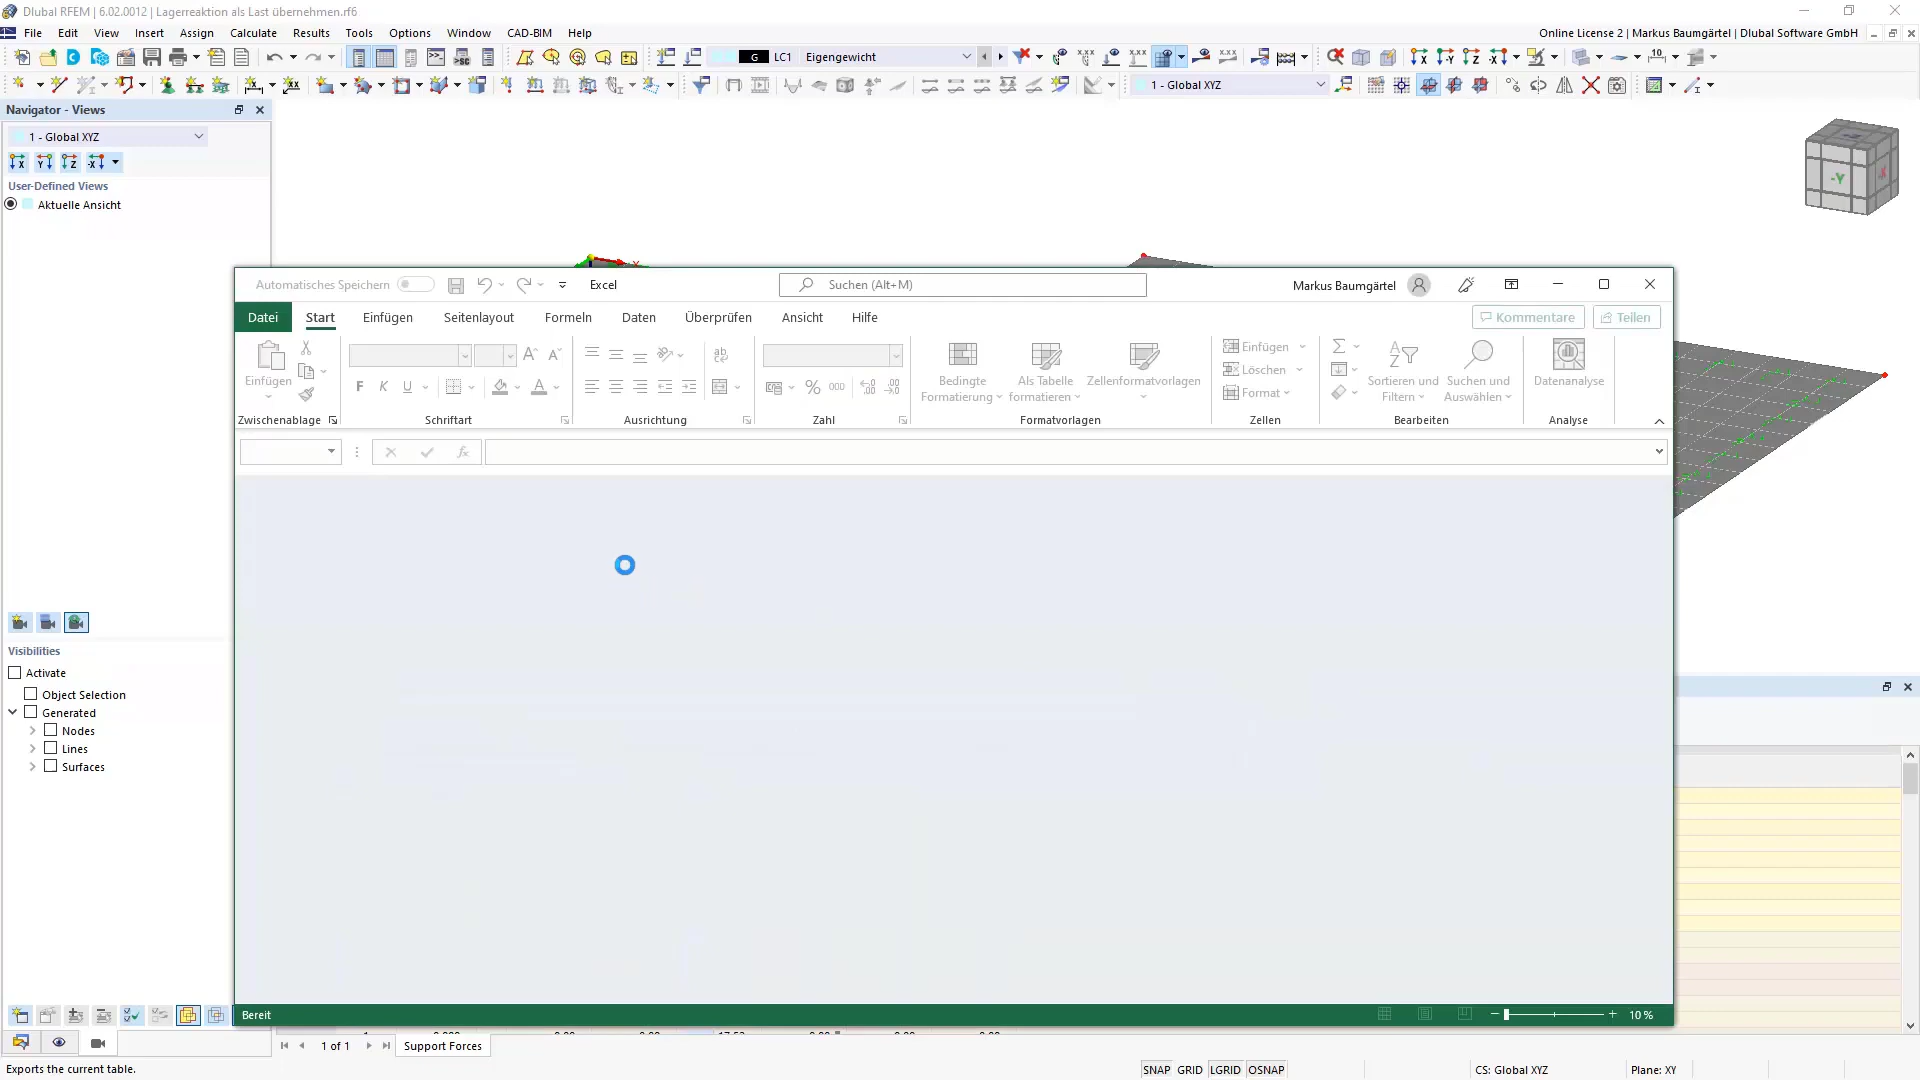 Dlubal RFEM | 6.02.0012 | Lagerreaktion als Last übernehmen.rf6
File Edit View Insert Assign Calculate Results Tools Options Window CAD-BIM Help
Online License 2 | Markus Baumgärtel | Dlubal Software GmbH
G LC1 Eigengewicht
1 - Global XYZ
Navigator - Views
1 - Global XYZ
User-Defined Views
Aktuelle Ansicht
-Y
-X
Automatisches Speichern
Excel
Suchen (Alt+M)
Markus Baumgärtel
Datei Start Einfügen Seitenlayout Formeln Daten Überprüfen Ansicht Hilfe
Kommentare
Teilen
Einfügen
F K U
Bedingte Formatierung
Als Tabelle formatieren
Zellenformatvorlagen
Einfügen
Löschen
Format
Sortieren und Filtern
Suchen und Auswählen
Datenanalyse
Zwischenablage Schriftart Ausrichtung Zahl Formatvorlagen Zellen Bearbeiten Analyse
fx
Visibilities
Activate
Object Selection
Generated
Nodes
Lines
Surfaces
Bereit
10 %
1 of 1
Support Forces
Exports the current table.
SNAP GRID LGRID OSNAP
CS: Global XYZ
Plane: XY